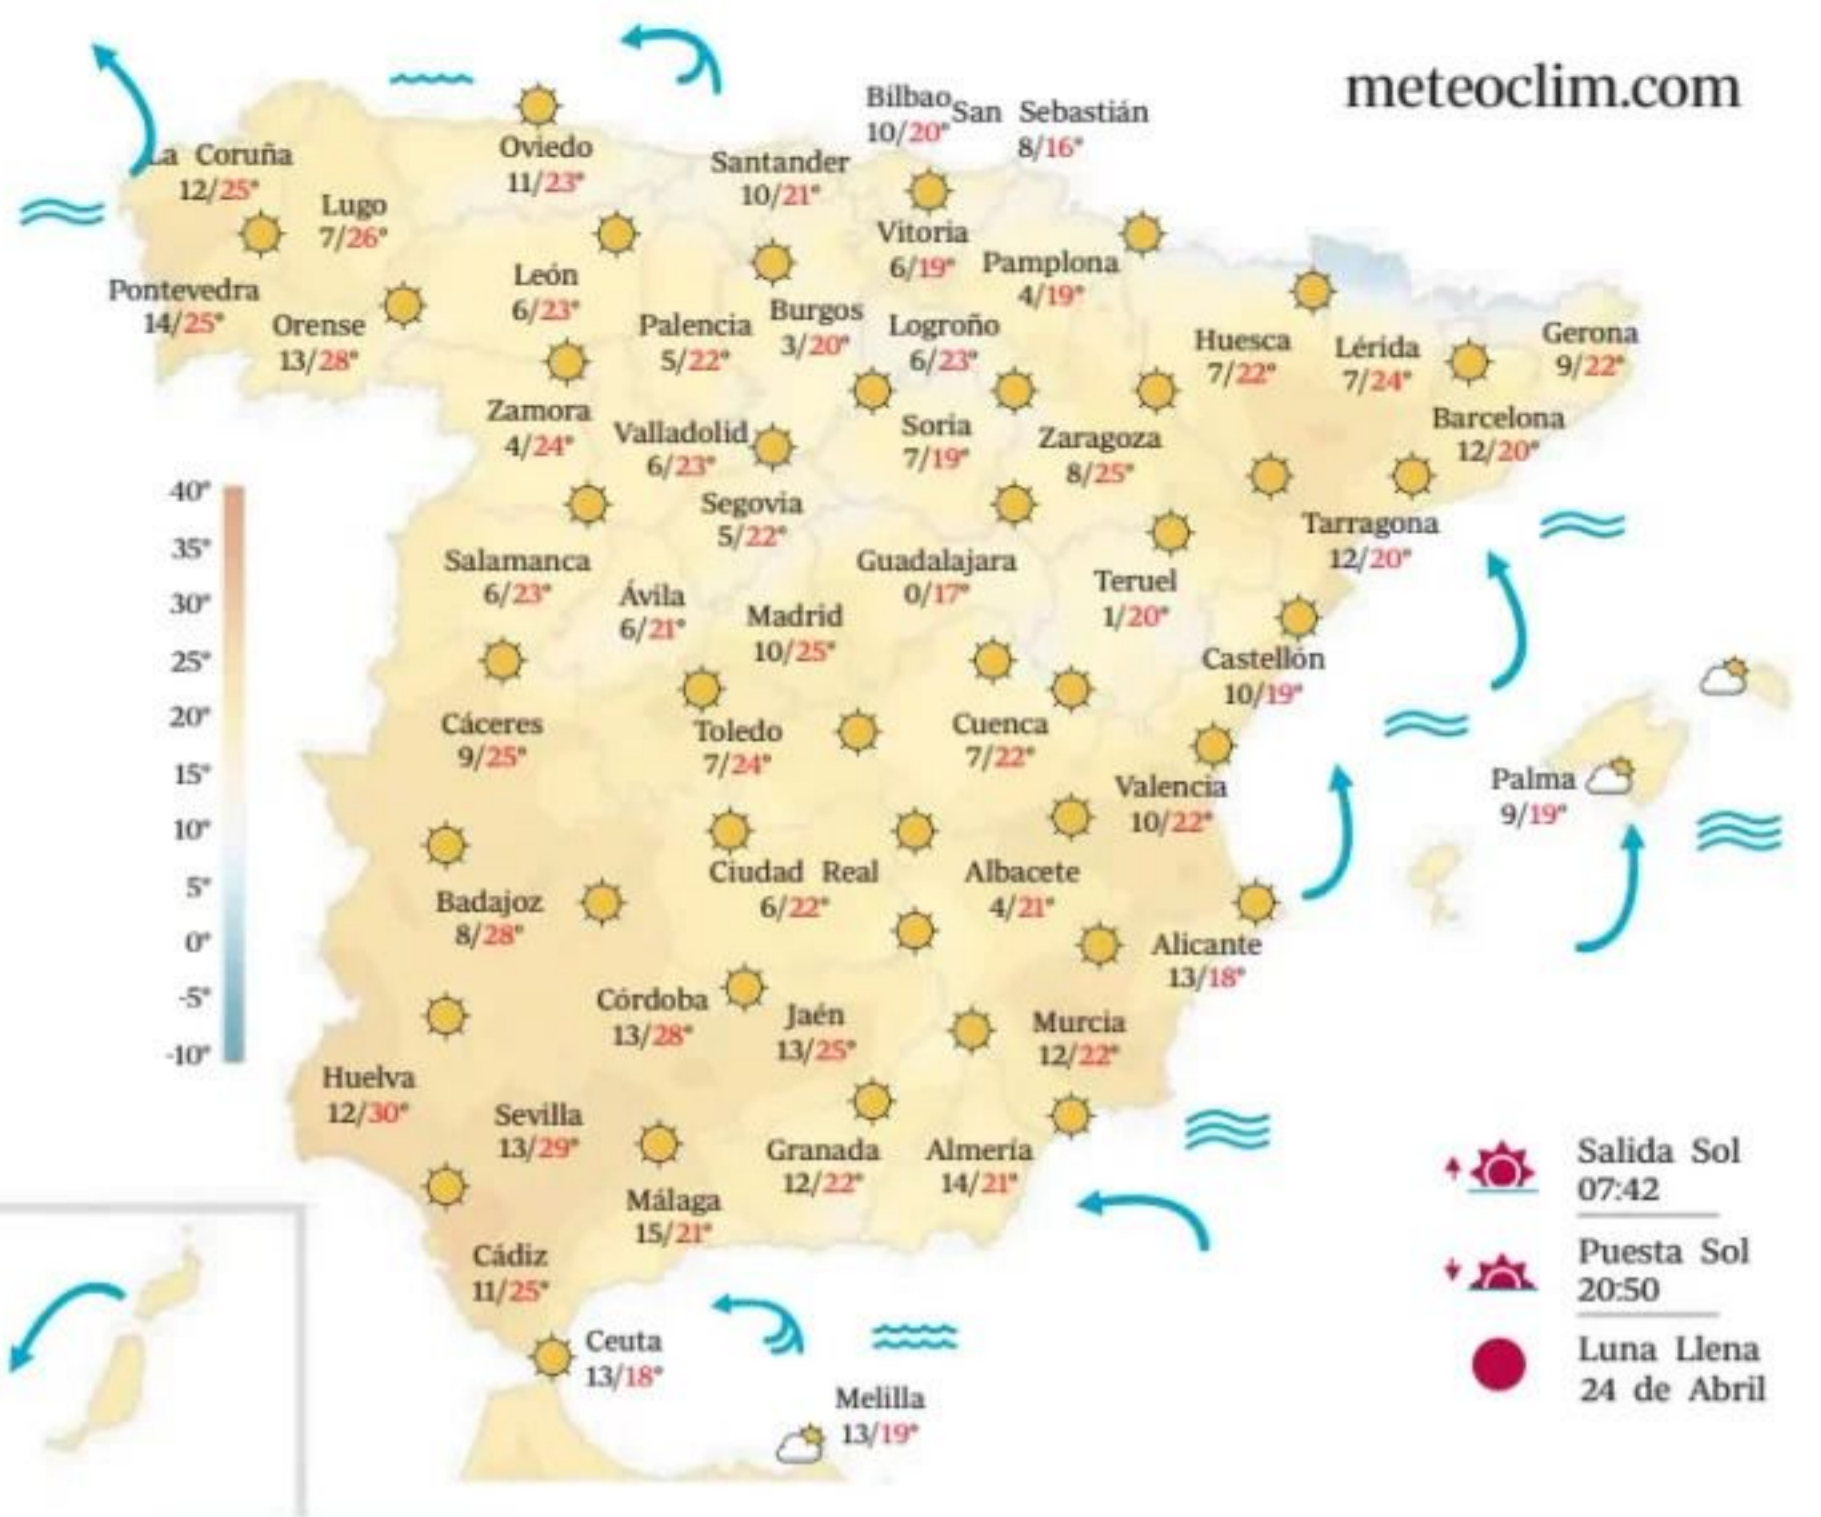 meteoclim.com
Bilbao
10/20°
San Sebastián
8/16°
La Coruña
12/25°
Oviedo
11/23°
Santander
10/21°
Lugo
7/26°
Vitoria
6/19°
Pamplona
4/19°
León
6/23°
Pontevedra
14/25°
Orense
13/28°
Palencia
5/22°
Burgos
3/20°
Logroño
6/23°
Huesca
7/22°
Lérida
7/24°
Gerona
9/22°
Zamora
4/24°
Valladolid
6/23°
Soria
7/19°
Zaragoza
8/25°
Barcelona
12/20°
Segovia
5/22°
Tarragona
12/20°
Salamanca
6/23°
Ávila
6/21°
Madrid
10/25°
Guadalajara
0/17°
Teruel
1/20°
Castellón
10/19°
Cáceres
9/25°
Toledo
7/24°
Cuenca
7/22°
Valencia
10/22°
Palma
9/19°
Ciudad Real
6/22°
Albacete
4/21°
Badajoz
8/28°
Alicante
13/18°
Córdoba
13/28°
Jaén
13/25°
Murcia
12/22°
Huelva
12/30°
Sevilla
13/29°
Granada
12/22°
Almería
14/21°
Málaga
15/21°
Cádiz
11/25°
Ceuta
13/18°
Melilla
13/19°
40°
35°
30°
25°
20°
15°
10°
5°
0°
-5°
-10°
Salida Sol
07:42
Puesta Sol
20:50
Luna Llena
24 de Abril